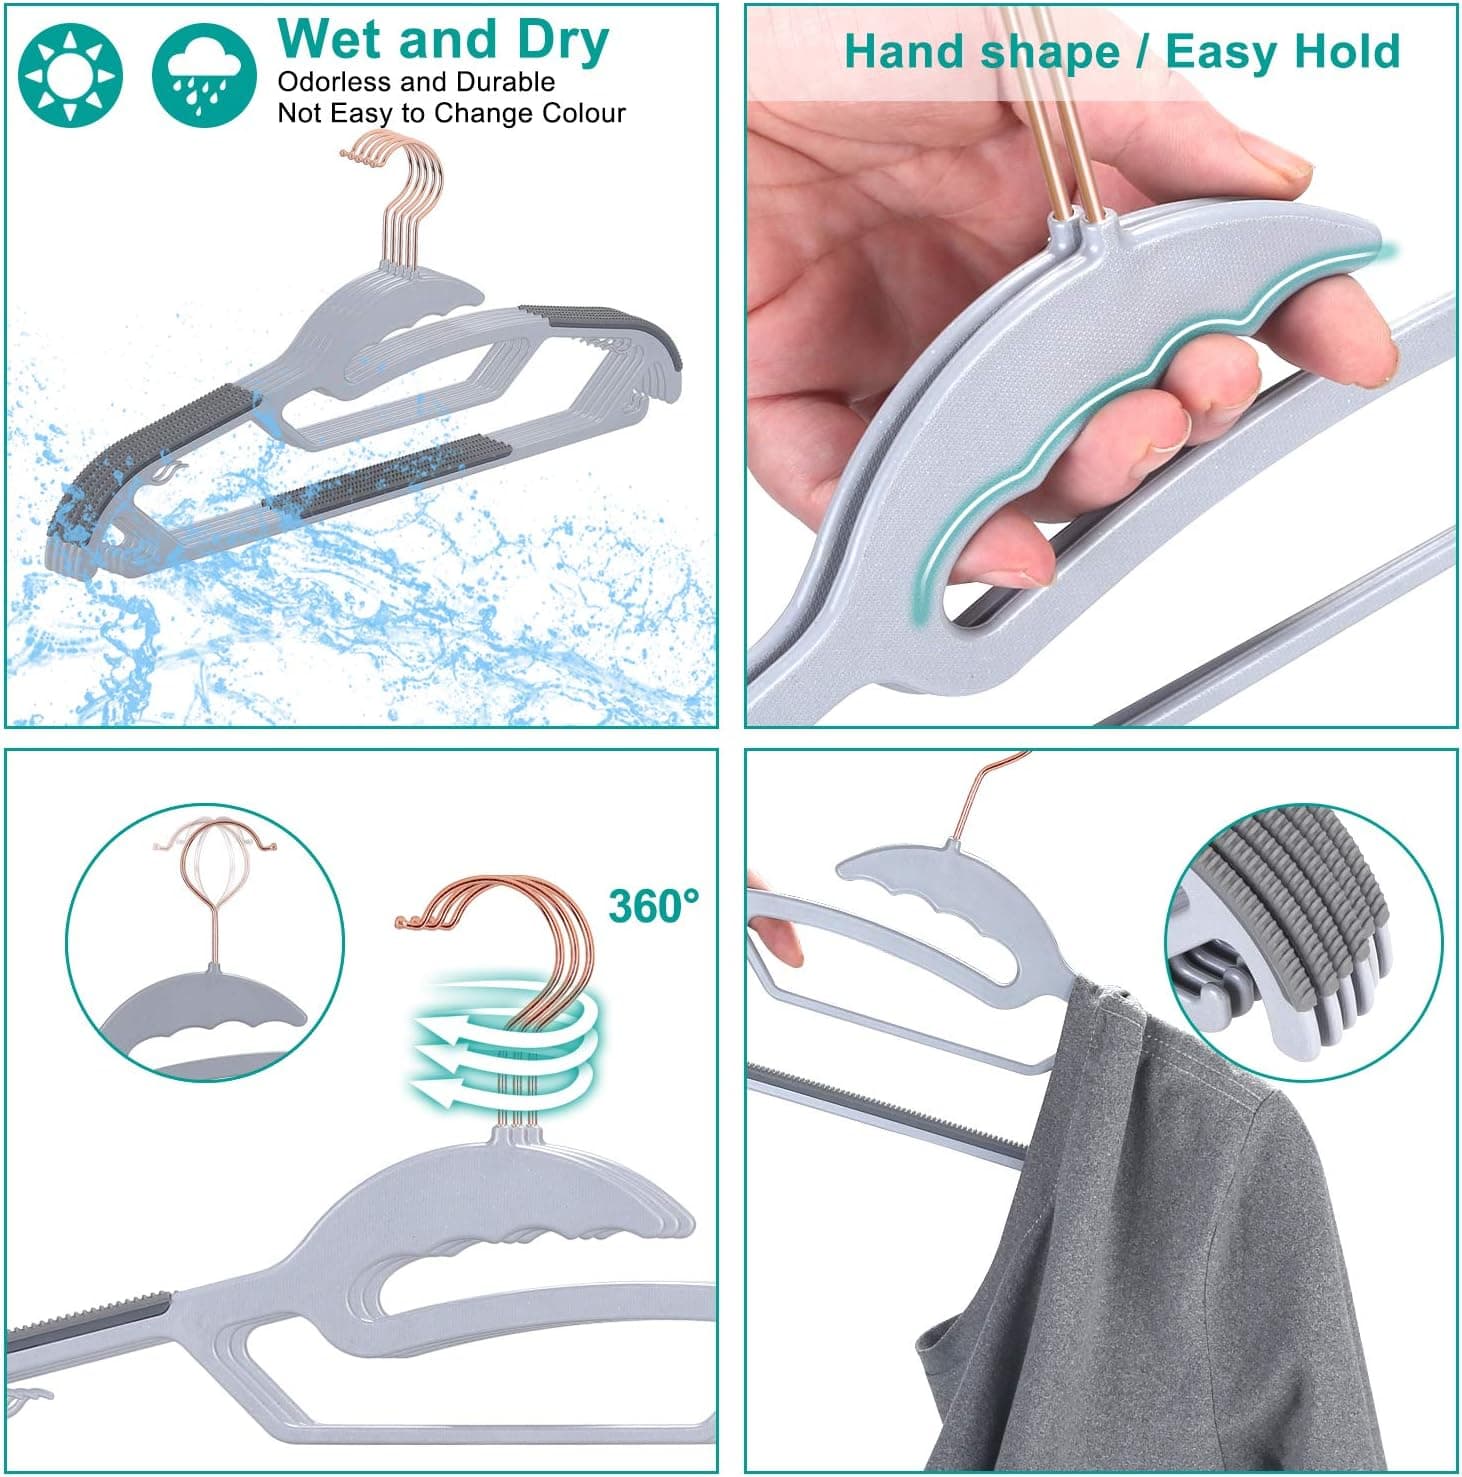 Wet and Dry
Odorless and Durable
Not Easy to Change Colour
Hand shape / Easy Hold
360°